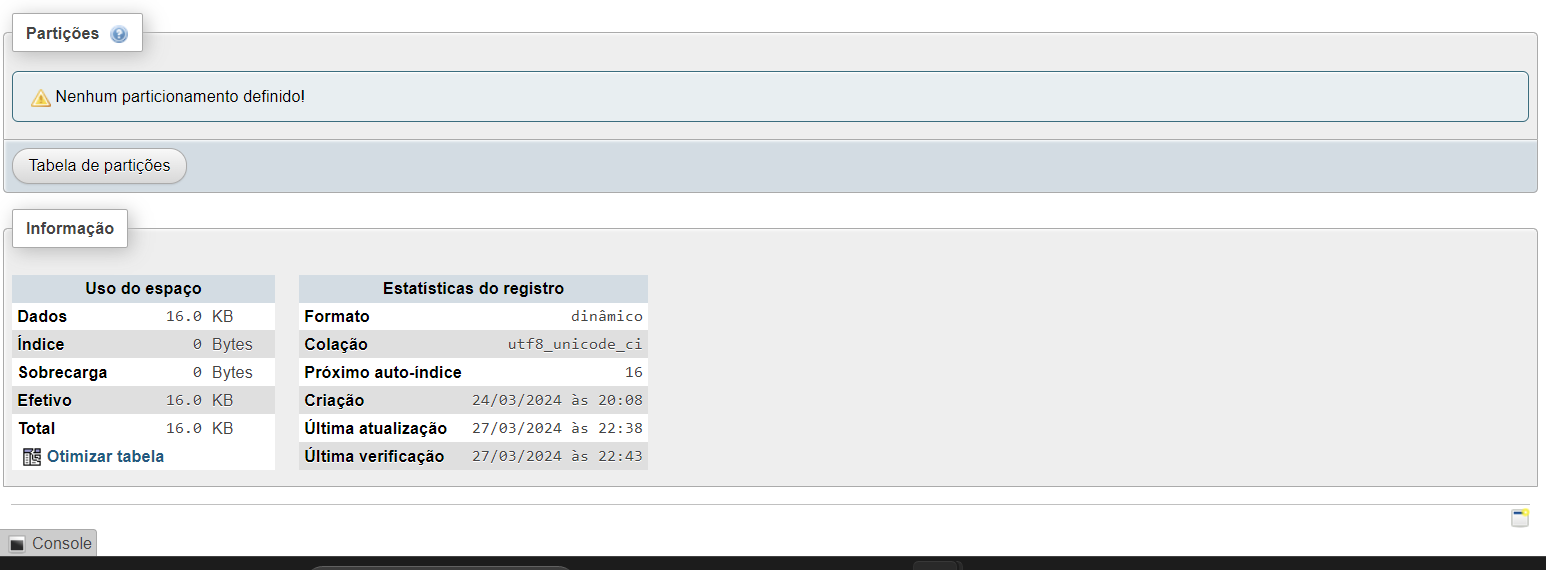 Partições
Nenhum particionamento definido!
Tabela de partições
Informação
Uso do espaço
Dados 16.0 KB
Índice 0 Bytes
Sobrecarga 0 Bytes
Efetivo 16.0 KB
Total 16.0 KB
Otimizar tabela
Estatísticas do registro
Formato dinâmico
Colação utf8_unicode_ci
Próximo auto-índice 16
Criação 24/03/2024 às 20:08
Última atualização 27/03/2024 às 22:38
Última verificação 27/03/2024 às 22:43
Console